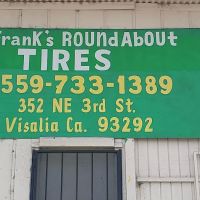 Frank's ROUNDABOUT
TIRES
559-733-1389
352 NE 3rd St.
Visalia Ca. 93292